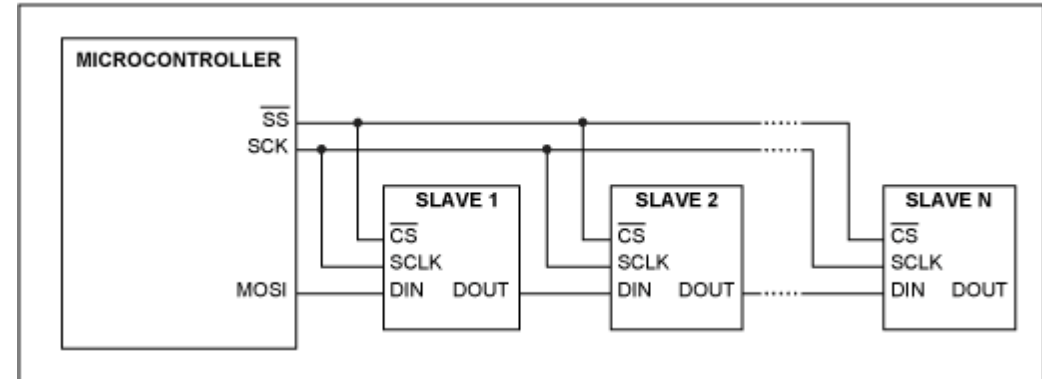 MICROCONTROLLER
SS
SCK
SLAVE 1
SLAVE 2
SLAVE N
CS
CS
CS
SCLK
SCLK
SCLK
MOSI
DIN DOUT
DIN DOUT
DIN DOUT